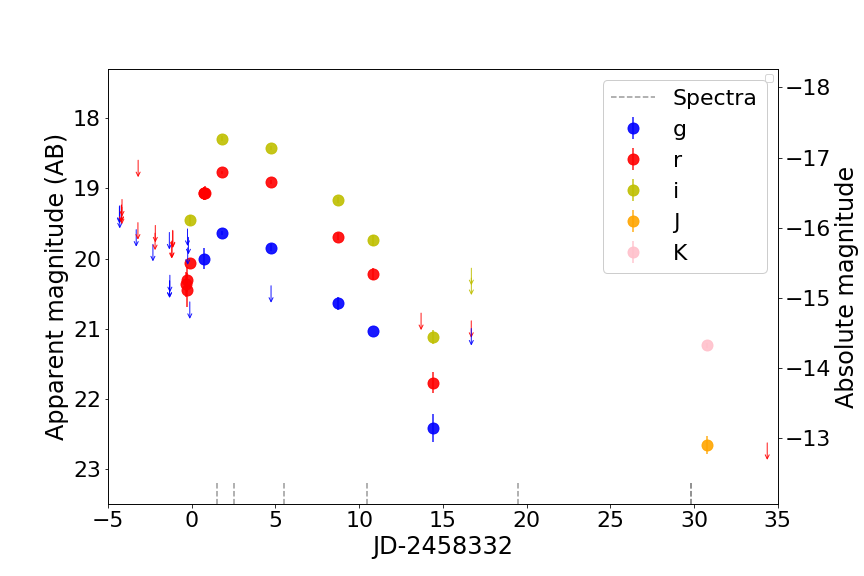 Apparent magnitude (AB)
18
19
20
21
22
23
−5
0
5
10
15
20
25
30
35
JD-2458332
−18
−17
−16
−15
−14
−13
Absolute magnitude
Spectra
g
r
i
J
K